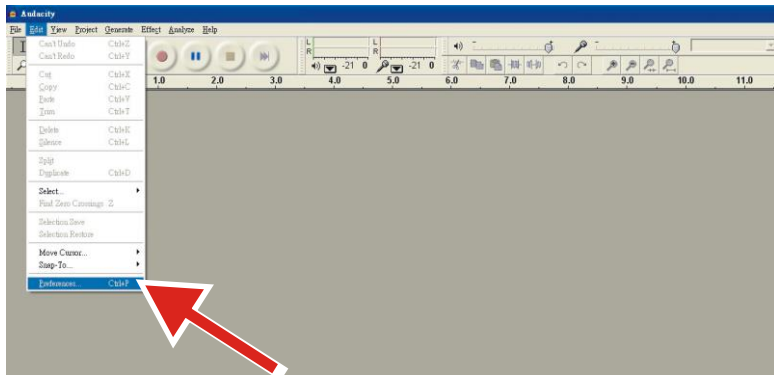 Audacity
File Edit View Project Generate Effect Analyze Help
Can't Undo Ctrl+Z
Can't Redo Ctrl+Y
Cut Ctrl+X
Copy Ctrl+C
Paste Ctrl+V
Trim Ctrl+T
Delete Ctrl+K
Silence Ctrl+L
Split
Duplicate Ctrl+D
Select...
Find Zero Crossings Z
Selection Save
Selection Restore
Move Cursor...
Snap-To...
Preferences... Ctrl+P
L
R
-21 0
L
R
-21 0
1.0 2.0 3.0 4.0 5.0 6.0 7.0 8.0 9.0 10.0 11.0